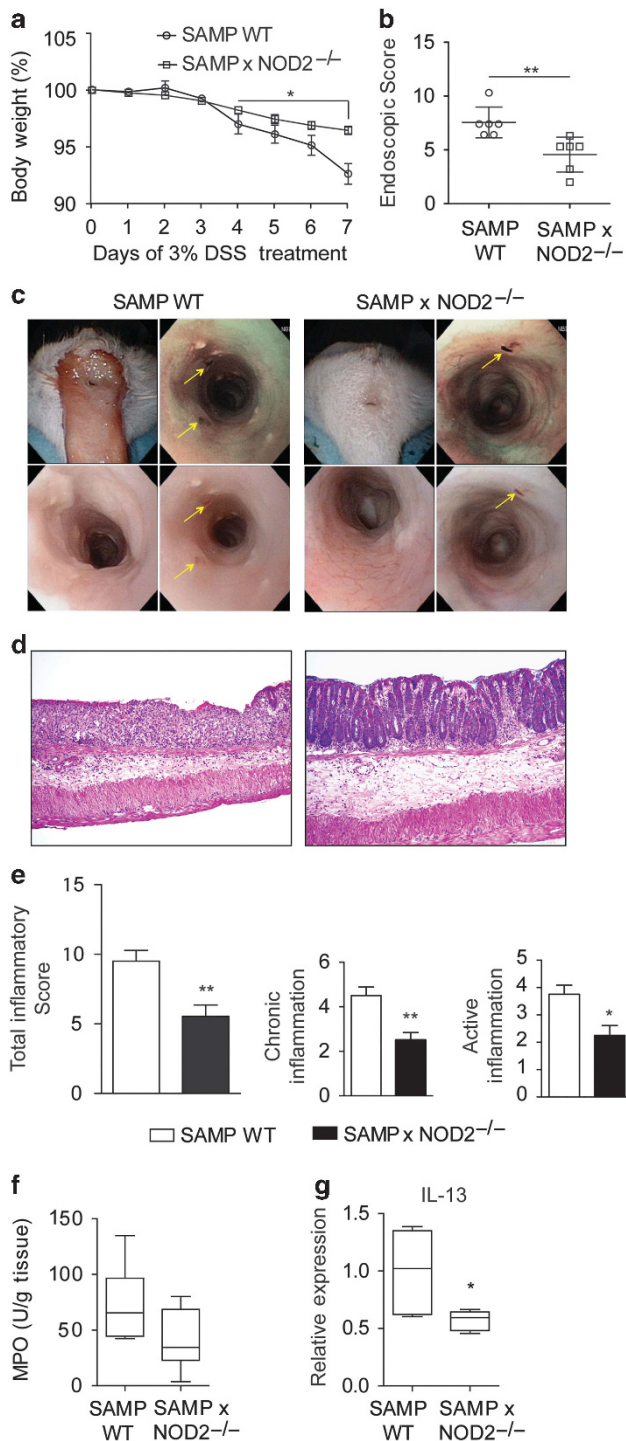 a
105
100
95
90
Body weight (%)
SAMP WT
SAMP x NOD2−/−
*
0 1 2 3 4 5 6 7
Days of 3% DSS treatment
b
15
10
5
0
Endoscopic Score
**
SAMP WT
SAMP x NOD2−/−
c
SAMP WT
SAMP x NOD2−/−
d
e
15
10
5
0
Total inflammatory
Score
**
6
4
2
0
Chronic
inflammation
**
5
4
3
2
1
0
Active
inflammation
*
SAMP WT
SAMP x NOD2−/−
f
150
100
50
0
MPO (U/g tissue)
SAMP
WT
SAMP x
NOD2−/−
g
IL-13
1.5
1.0
0.5
0.0
Relative expression
*
SAMP
WT
SAMP x
NOD2−/−